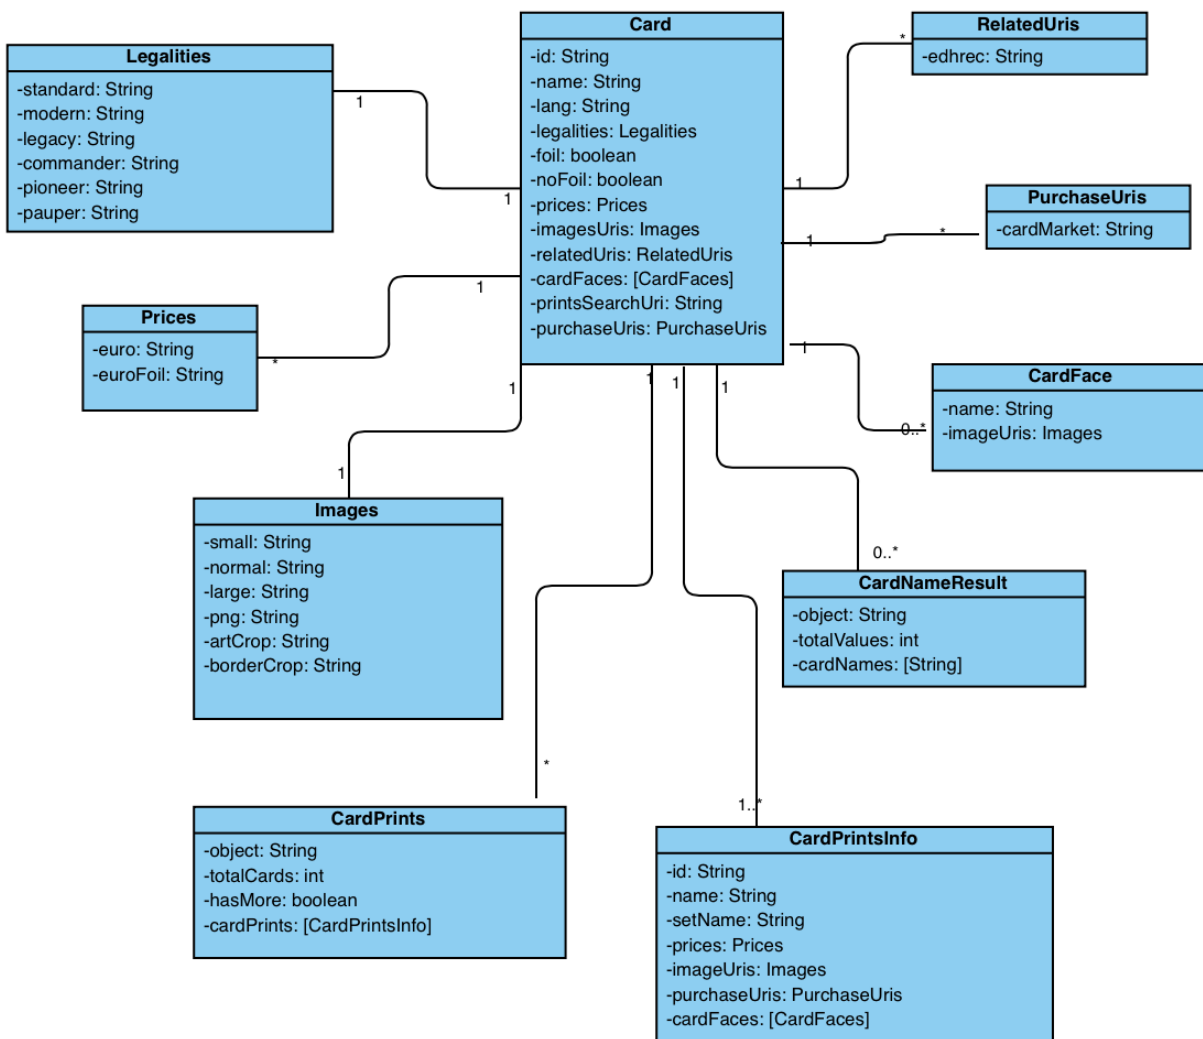 Card
-id: String
-name: String
-lang: String
-legalities: Legalities
-foil: boolean
-noFoil: boolean
-prices: Prices
-imagesUris: Images
-relatedUris: RelatedUris
-cardFaces: [CardFaces]
-printsSearchUri: String
-purchaseUris: PurchaseUris
Legalities
-standard: String
-modern: String
-legacy: String
-commander: String
-pioneer: String
-pauper: String
1
1
RelatedUris
-edhrec: String
*
1
PurchaseUris
-cardMarket: String
1
*
Prices
-euro: String
-euroFoil: String
1
*
CardFace
-name: String
-imageUris: Images
1
0..*
Images
-small: String
-normal: String
-large: String
-png: String
-artCrop: String
-borderCrop: String
1
1
CardNameResult
-object: String
-totalValues: int
-cardNames: [String]
1
0..*
CardPrints
-object: String
-totalCards: int
-hasMore: boolean
-cardPrints: [CardPrintsInfo]
1
*
CardPrintsInfo
-id: String
-name: String
-setName: String
-prices: Prices
-imageUris: Images
-purchaseUris: PurchaseUris
-cardFaces: [CardFaces]
1
1..*